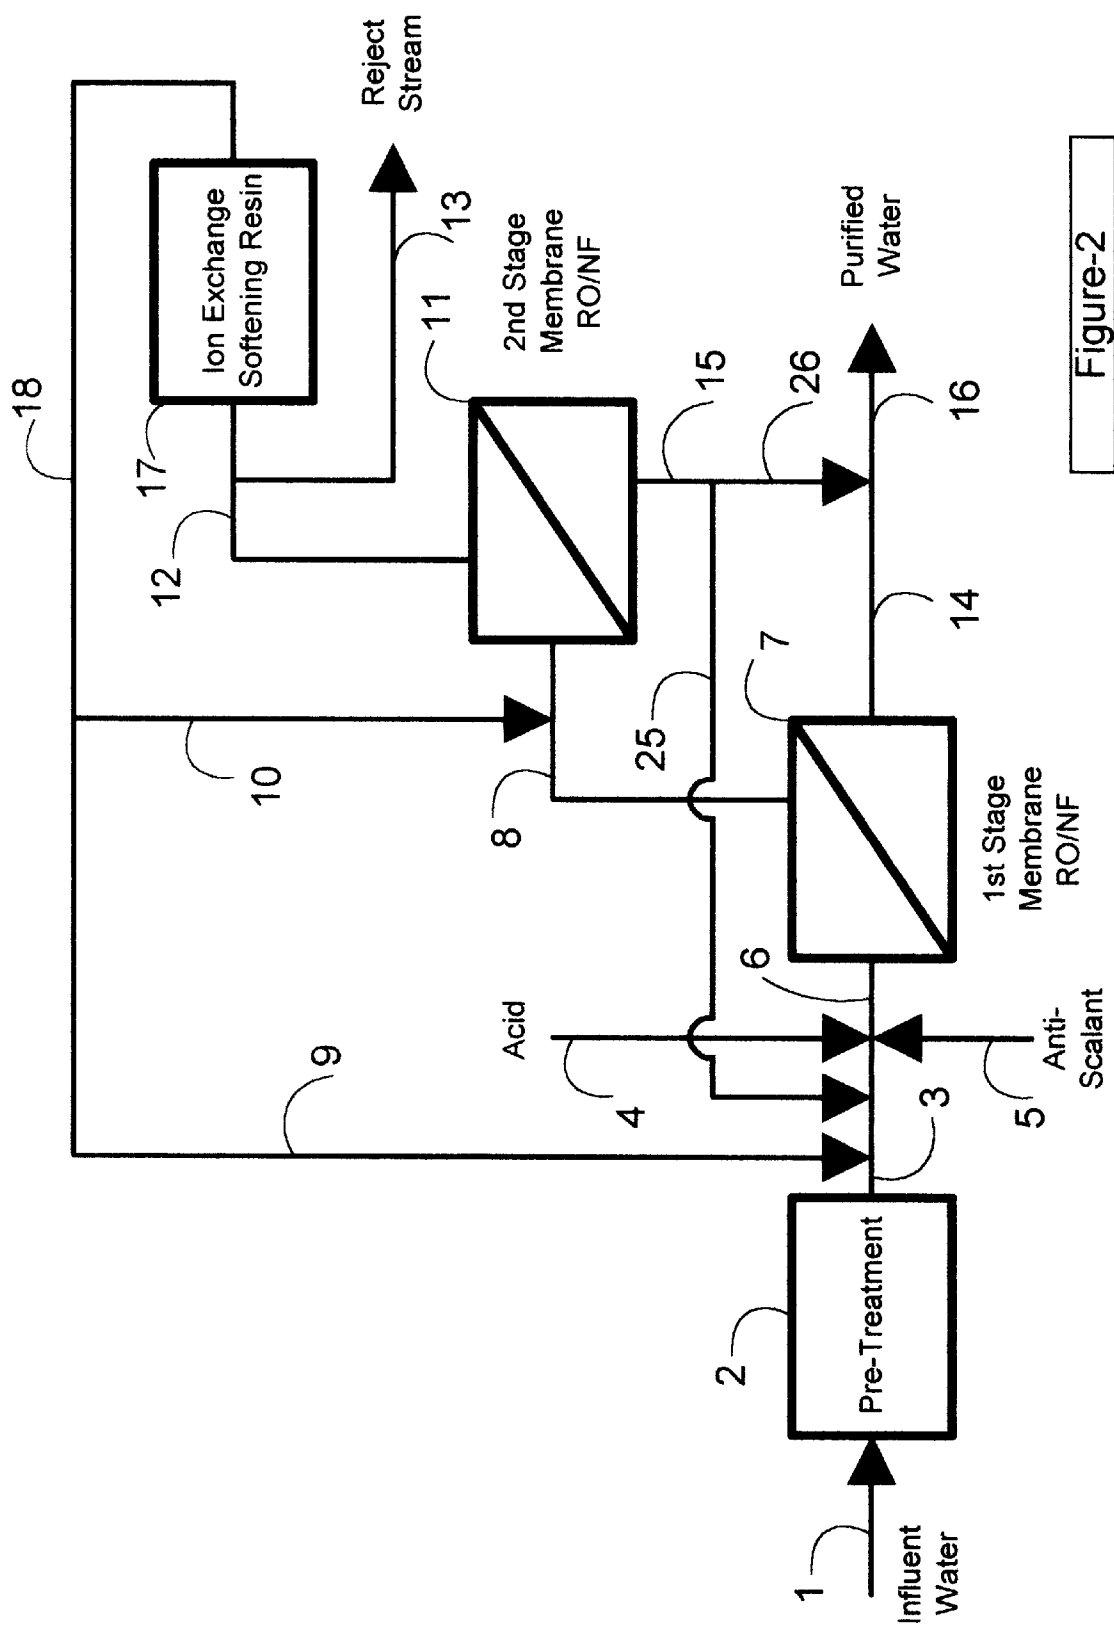 18
17
Ion Exchange
Softening Resin
12
Reject
Stream
13
10
8
2nd Stage
Membrane
RO/NF
11
9
Acid
4
25
15
26
Purified
Water
2
Pre-Treatment
3
6
7
14
16
1
Influent
Water
5
Anti-
Scalant
1st Stage
Membrane
RO/NF
Figure-2